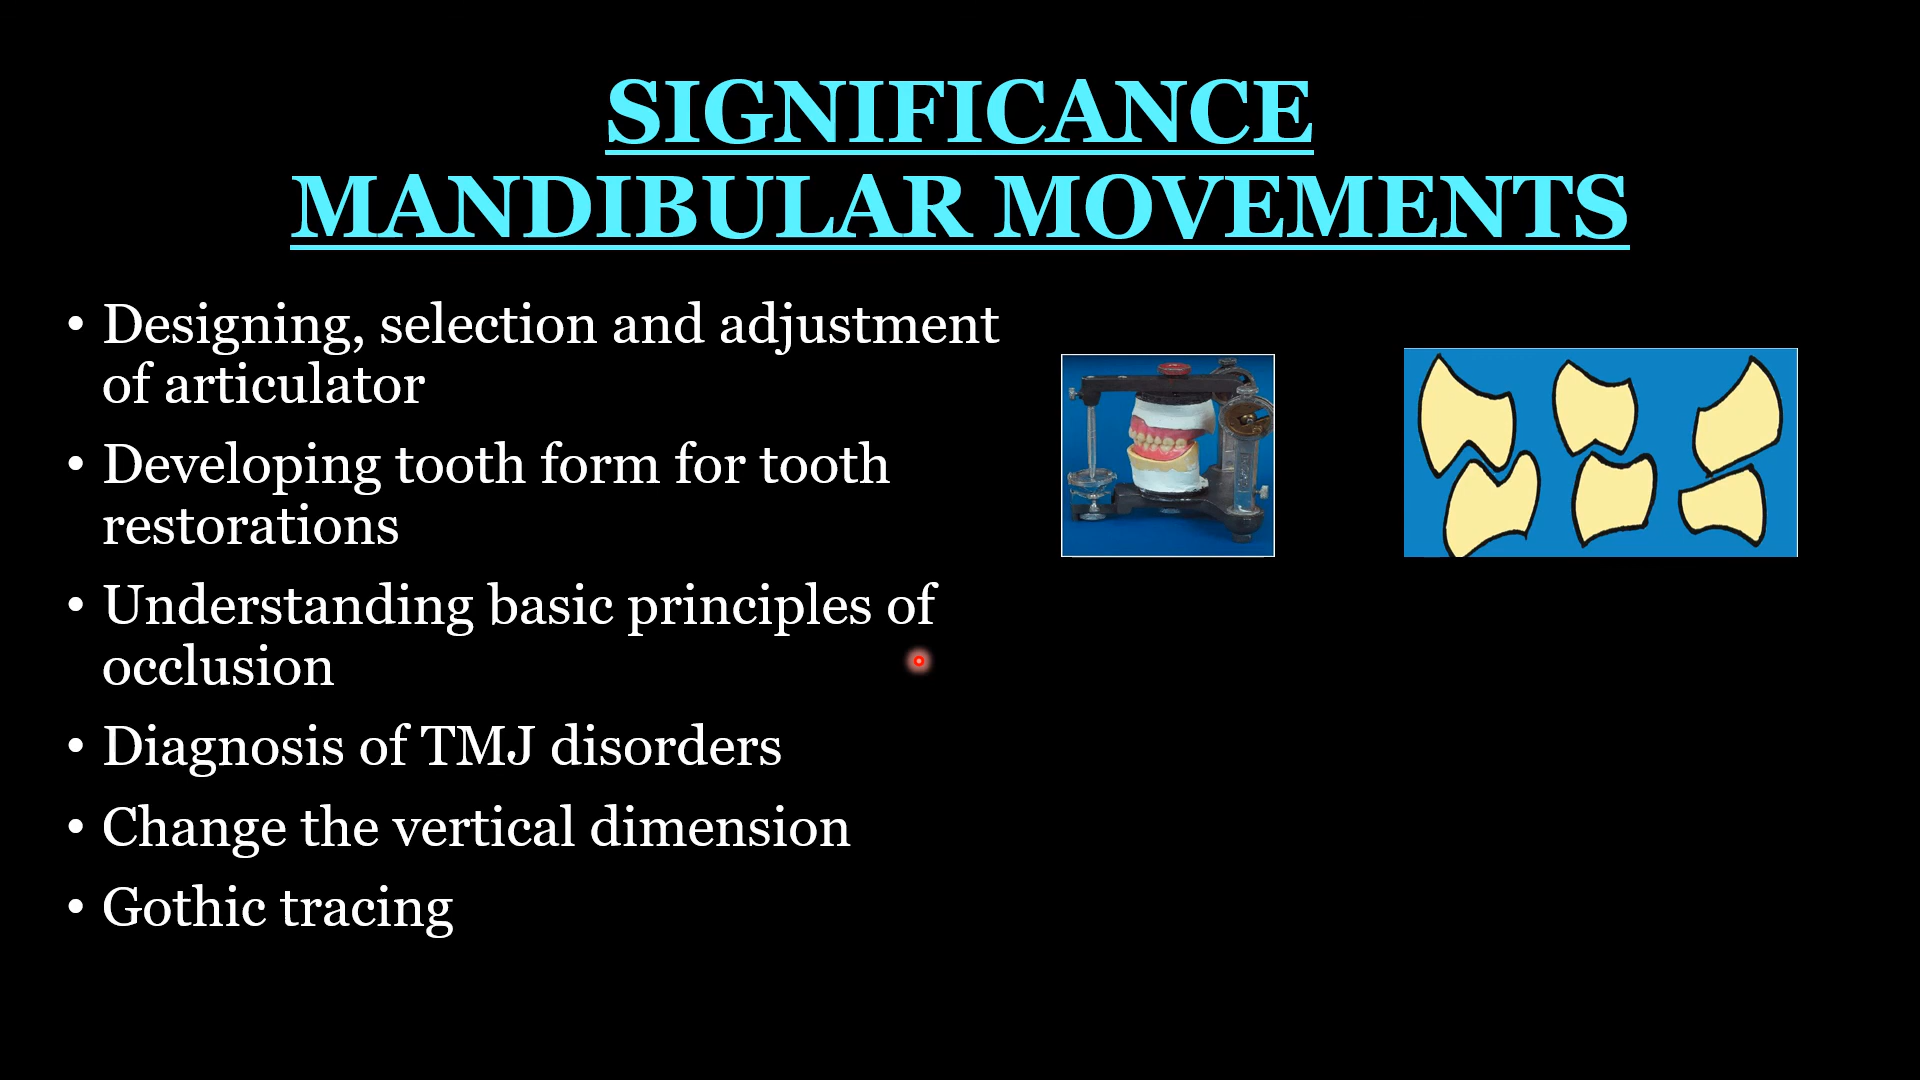 SIGNIFICANCE
MANDIBULAR MOVEMENTS
• Designing, selection and adjustment
of articulator
• Developing tooth form for tooth
restorations
• Understanding basic principles of
occlusion
• Diagnosis of TMJ disorders
• Change the vertical dimension
• Gothic tracing